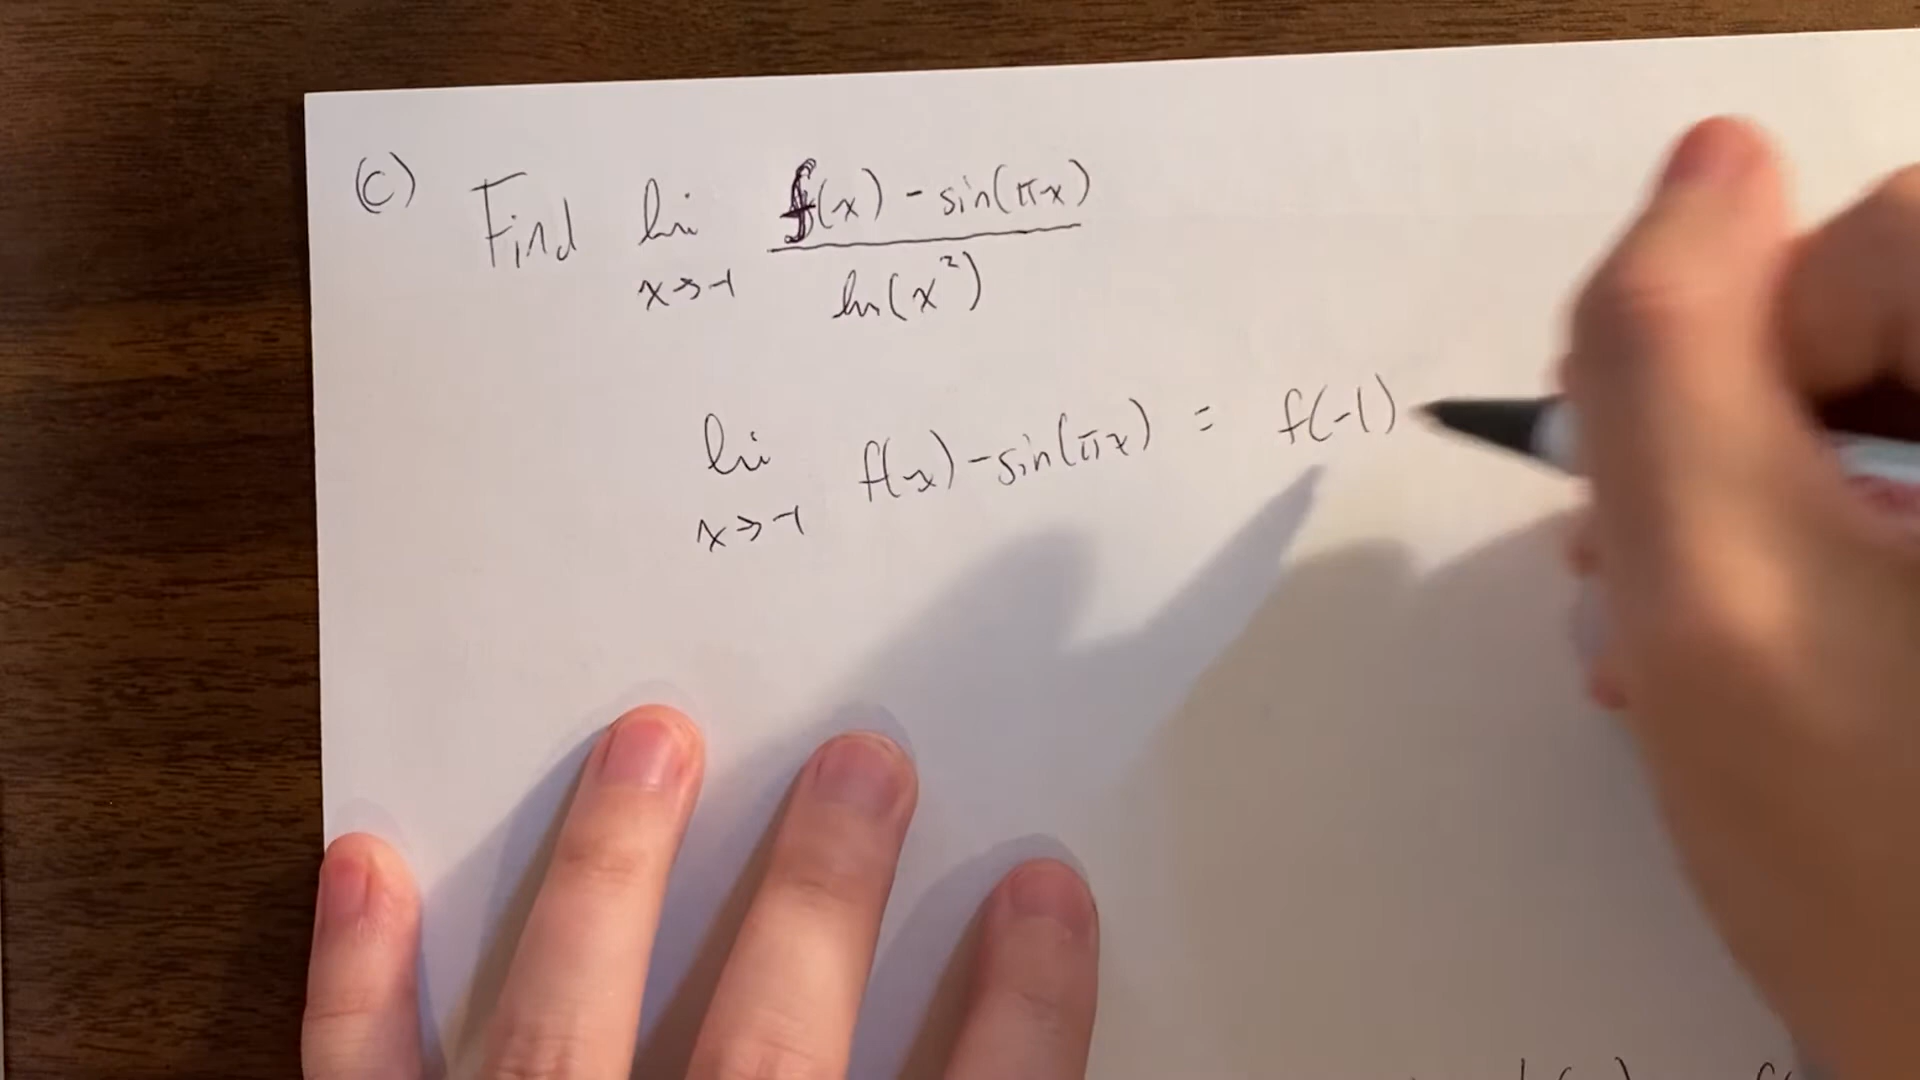 (c) Find lim x→-1 f(x) - sin(πx) / ln(x²)
lim x→-1 f(x) - sin(πx) = f(-1)